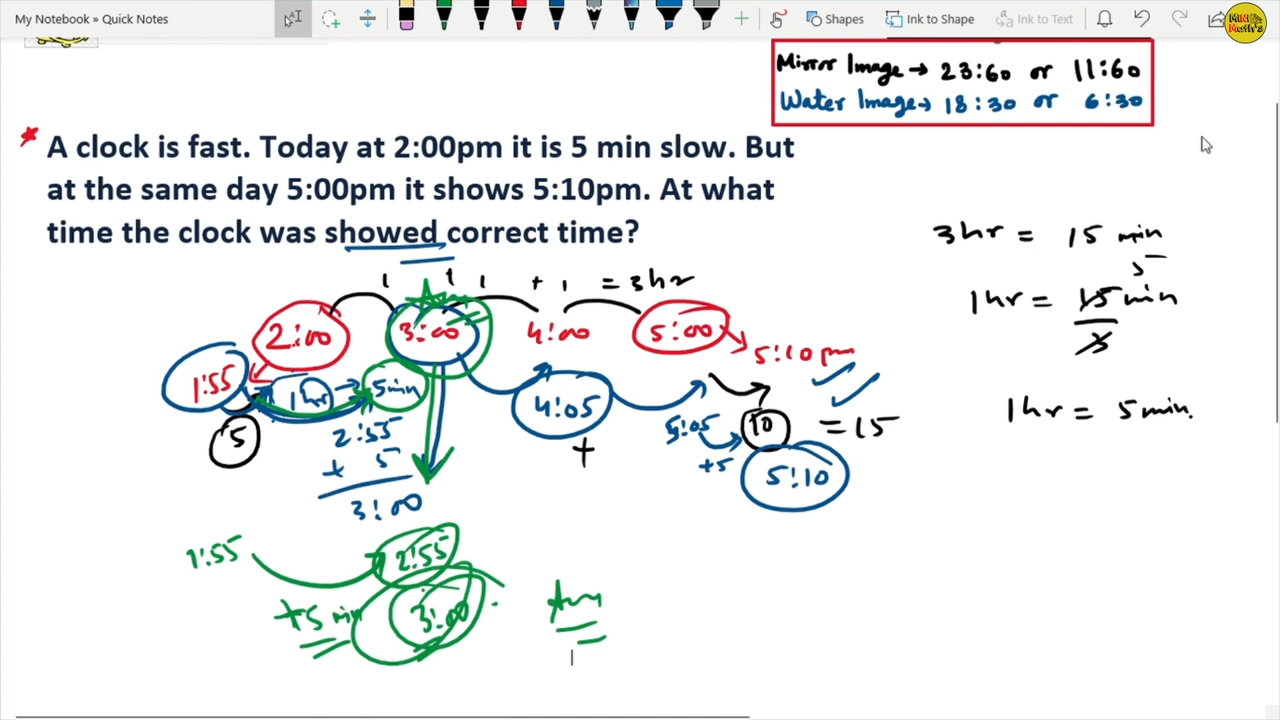 My Notebook » Quick Notes
Shapes
Ink to Shape
Ink to Text
Mirror Image → 23:60 or 11:60
Water Image → 18:30 or 6:30
* A clock is fast. Today at 2:00pm it is 5 min slow. But
at the same day 5:00pm it shows 5:10pm. At what
time the clock was showed correct time?
3hr = 15 min
1 + 1 + 1 = 3hr
Ans
5
1hr = 15 min
3
2:00 3:00 4:00 5:00
5:10 pm
1:55 1hr → 5min
4:05
5:05
10 = 15
1hr = 5 min.
5
2:55
+ 5
3:00
+
+5
5:10
1:55 2:55
+5 min 3:00
Ans